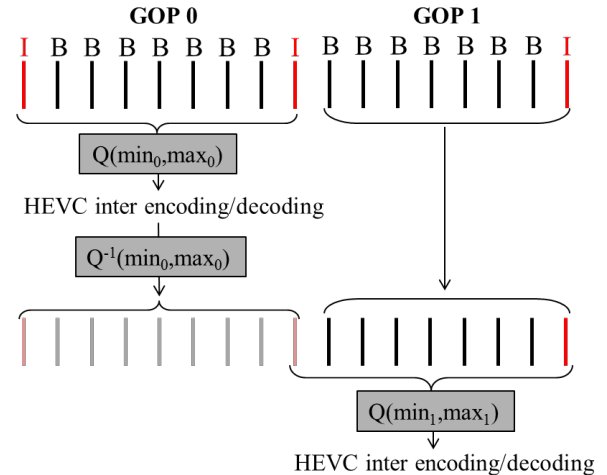 GOP 0 GOP 1
I B B B B B B B I B B B B B B B I
Q(min₀,max₀)
HEVC inter encoding/decoding
Q⁻¹(min₀,max₀)
Q(min₁,max₁)
HEVC inter encoding/decoding